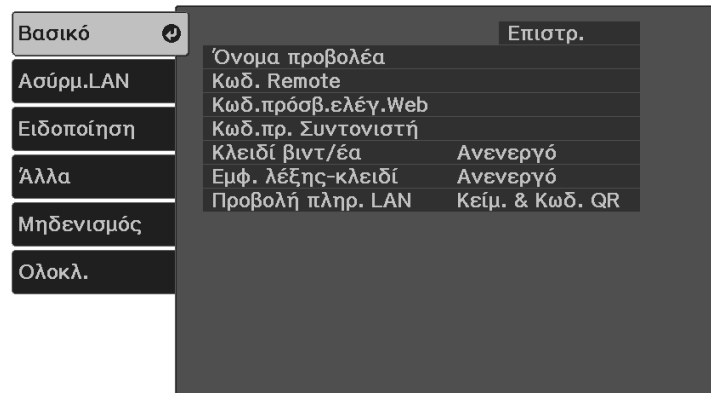 Βασικό
Ασύρμ.LAN
Ειδοποίηση
Άλλα
Μηδενισμός
Ολοκλ.
Επιστρ.
Όνομα προβολέα
Κωδ. Remote
Κωδ.πρόσβ.ελέγ.Web
Κωδ.πρ. Συντονιστή
Κλειδί βιντ/έα Ανενεργό
Εμφ. λέξης-κλειδί Ανενεργό
Προβολή πληρ. LAN Κείμ. & Κωδ. QR